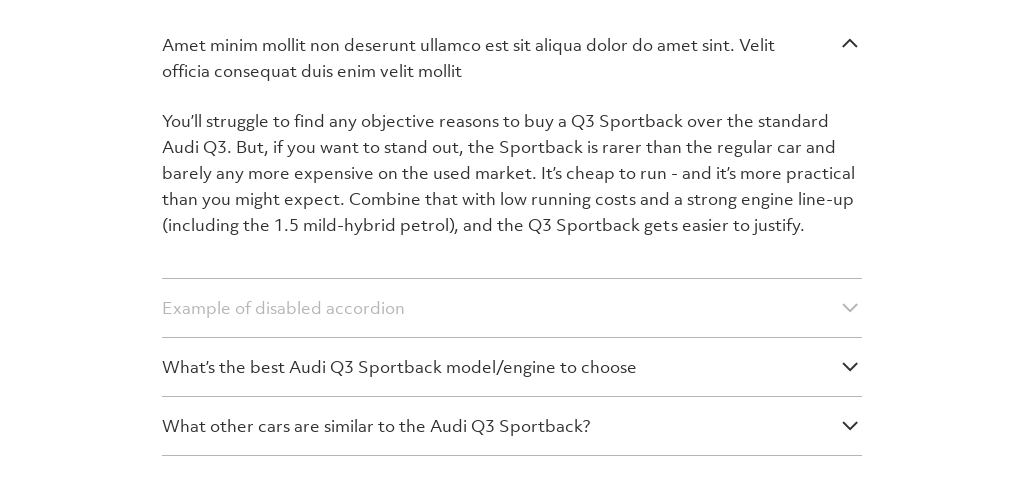 Amet minim mollit non deserunt ullamco est sit aliqua dolor do amet sint. Velit
officia consequat duis enim velit mollit
You’ll struggle to find any objective reasons to buy a Q3 Sportback over the standard
Audi Q3. But, if you want to stand out, the Sportback is rarer than the regular car and
barely any more expensive on the used market. It’s cheap to run - and it’s more practical
than you might expect. Combine that with low running costs and a strong engine line-up
(including the 1.5 mild-hybrid petrol), and the Q3 Sportback gets easier to justify.
Example of disabled accordion
What’s the best Audi Q3 Sportback model/engine to choose
What other cars are similar to the Audi Q3 Sportback?